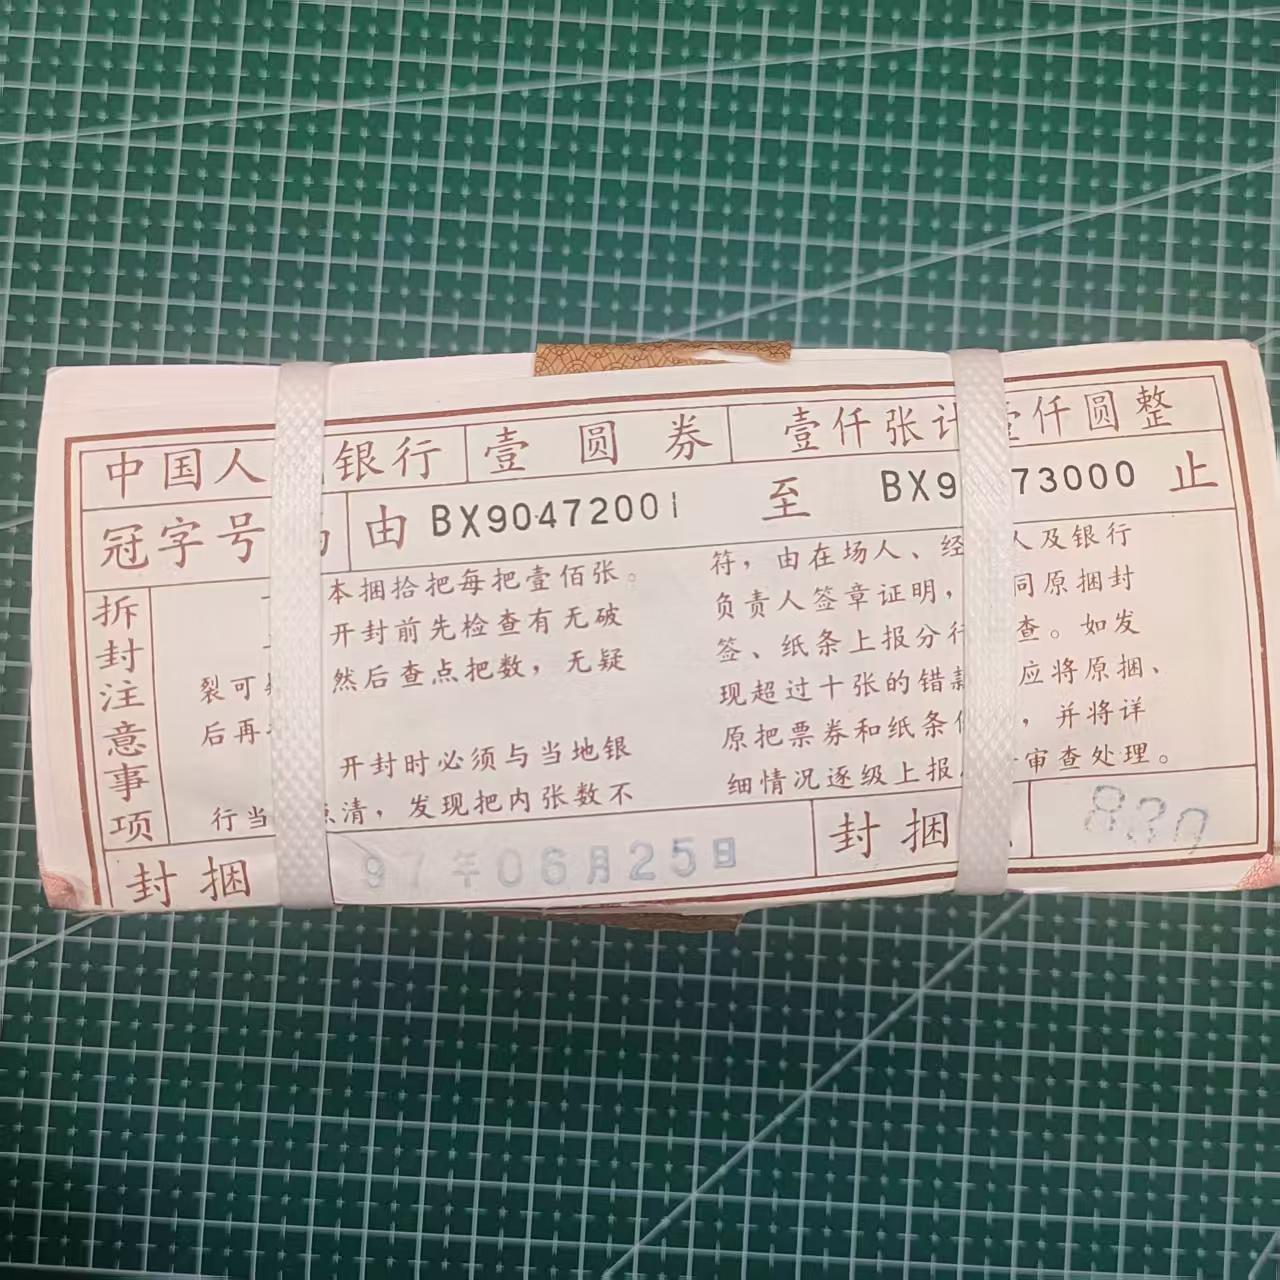 中国人 银行 壹圆券 壹仟张计 壹仟圆整
冠字号 由 BX90472001 至 BX9 73000 止
拆封注意事项
本捆拾把每把壹佰张。
开封前先检查有无破
裂可 然后查点把数，无疑
后再
开封时必须与当地银
行当 点清，发现把内张数不
符，由在场人、经 人及银行
负责人签章证明， 同原捆封
签、纸条上报分行 查。如发
现超过十张的错款 应将原捆、
原把票券和纸条 ，并将详
细情况逐级上报 审查处理。
封捆 97年06月25日 封捆 830